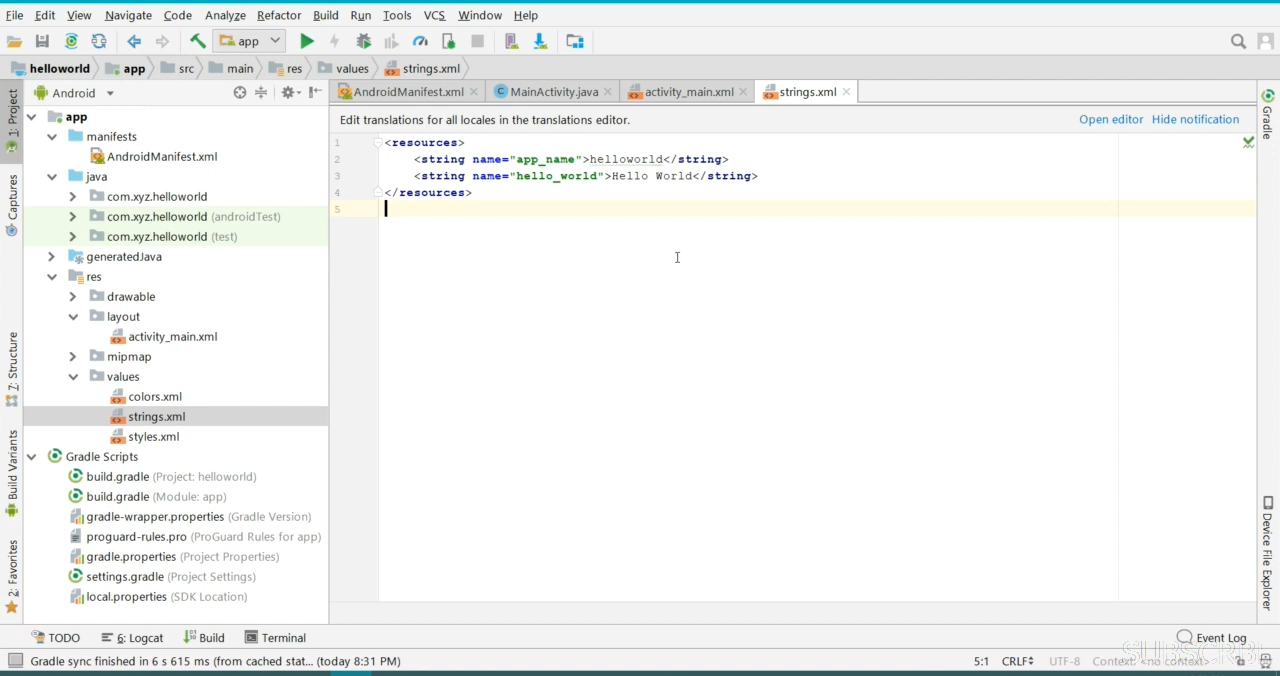 File Edit View Navigate Code Analyze Refactor Build Run Tools VCS Window Help
app
helloworld app src main res values strings.xml
1: Project
Captures
7: Structure
Build Variants
2: Favorites
Android
app
manifests
AndroidManifest.xml
java
com.xyz.helloworld
com.xyz.helloworld (androidTest)
com.xyz.helloworld (test)
generatedJava
res
drawable
layout
activity_main.xml
mipmap
values
colors.xml
strings.xml
styles.xml
Gradle Scripts
build.gradle (Project: helloworld)
build.gradle (Module: app)
gradle-wrapper.properties (Gradle Version)
proguard-rules.pro (ProGuard Rules for app)
gradle.properties (Project Properties)
settings.gradle (Project Settings)
local.properties (SDK Location)
AndroidManifest.xml MainActivity.java activity_main.xml strings.xml
Edit translations for all locales in the translations editor. Open editor Hide notification
1 <resources>
2 <string name="app_name">helloworld</string>
3 <string name="hello_world">Hello World</string>
4 </resources>
5
Gradle
Device File Explorer
TODO 6: Logcat Build Terminal Event Log
Gradle sync finished in 6 s 615 ms (from cached stat... (today 8:31 PM) 5:1 CRLF UTF-8 Context: <no context>